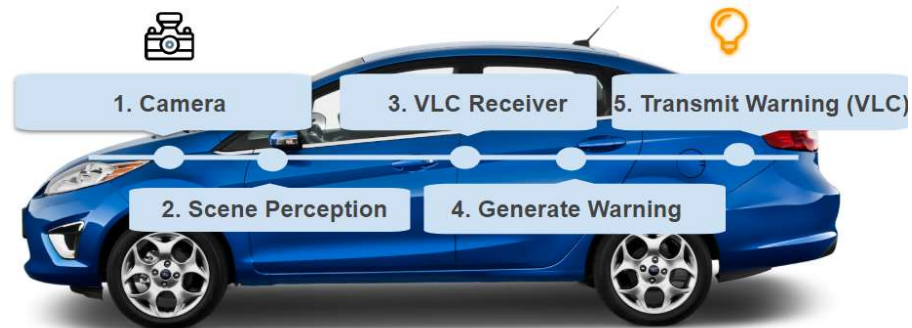 1. Camera
3. VLC Receiver
5. Transmit Warning (VLC)
2. Scene Perception
4. Generate Warning